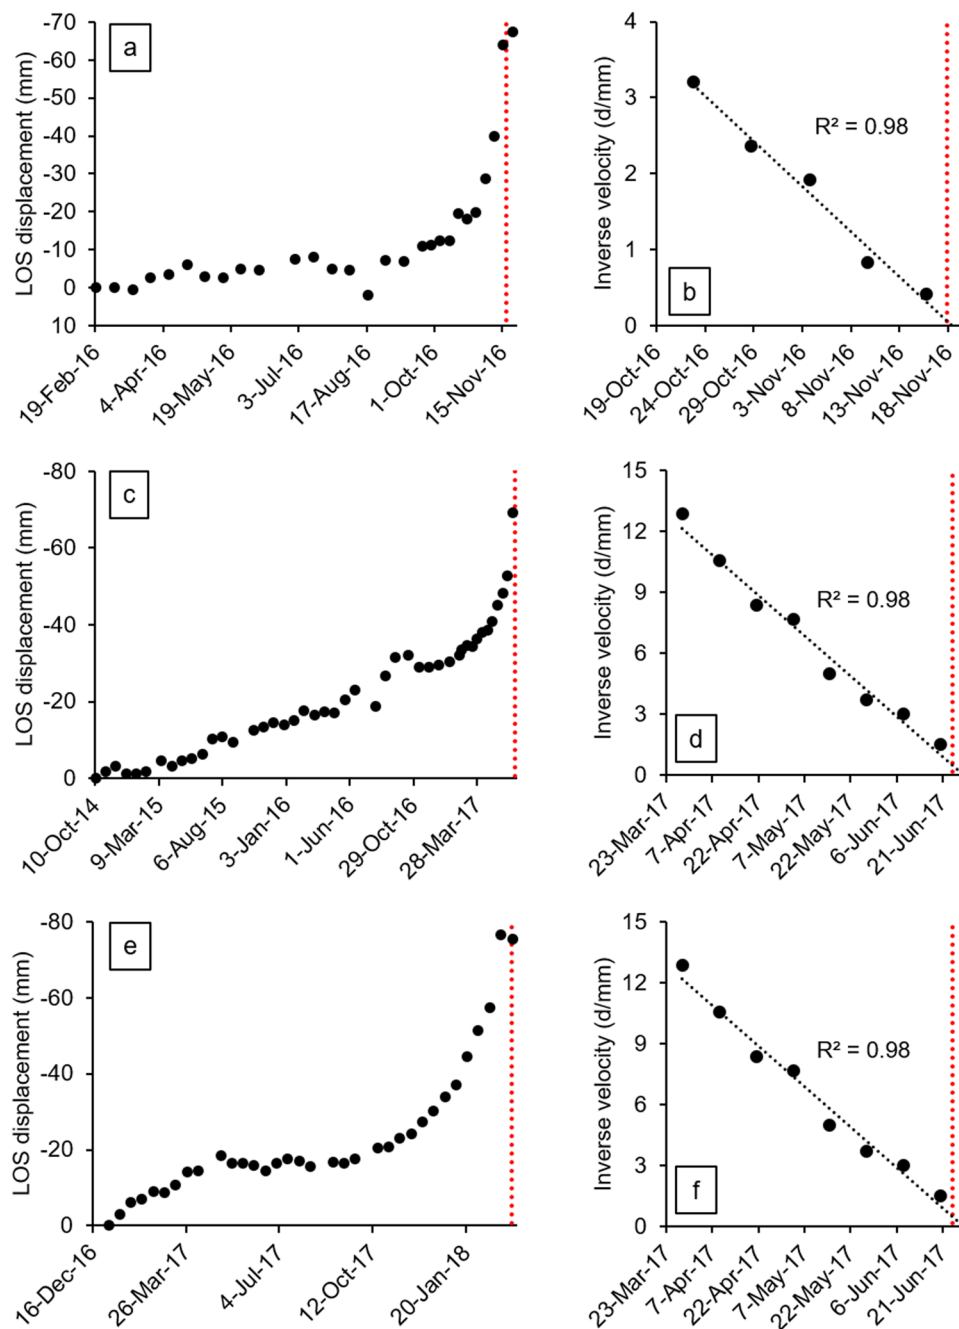 a
LOS displacement (mm)
-70
-60
-50
-40
-30
-20
-10
0
10
19-Feb-16
4-Apr-16
19-May-16
3-Jul-16
17-Aug-16
1-Oct-16
15-Nov-16
b
Inverse velocity (d/mm)
4
3
2
1
0
R² = 0.98
19-Oct-16
24-Oct-16
29-Oct-16
3-Nov-16
8-Nov-16
13-Nov-16
18-Nov-16
c
LOS displacement (mm)
-80
-60
-40
-20
0
10-Oct-14
9-Mar-15
6-Aug-15
3-Jan-16
1-Jun-16
29-Oct-16
28-Mar-17
d
Inverse velocity (d/mm)
15
12
9
6
3
0
R² = 0.98
23-Mar-17
7-Apr-17
22-Apr-17
7-May-17
22-May-17
6-Jun-17
21-Jun-17
e
LOS displacement (mm)
-80
-60
-40
-20
0
16-Dec-16
26-Mar-17
4-Jul-17
12-Oct-17
20-Jan-18
f
Inverse velocity (d/mm)
15
12
9
6
3
0
R² = 0.98
23-Mar-17
7-Apr-17
22-Apr-17
7-May-17
22-May-17
6-Jun-17
21-Jun-17